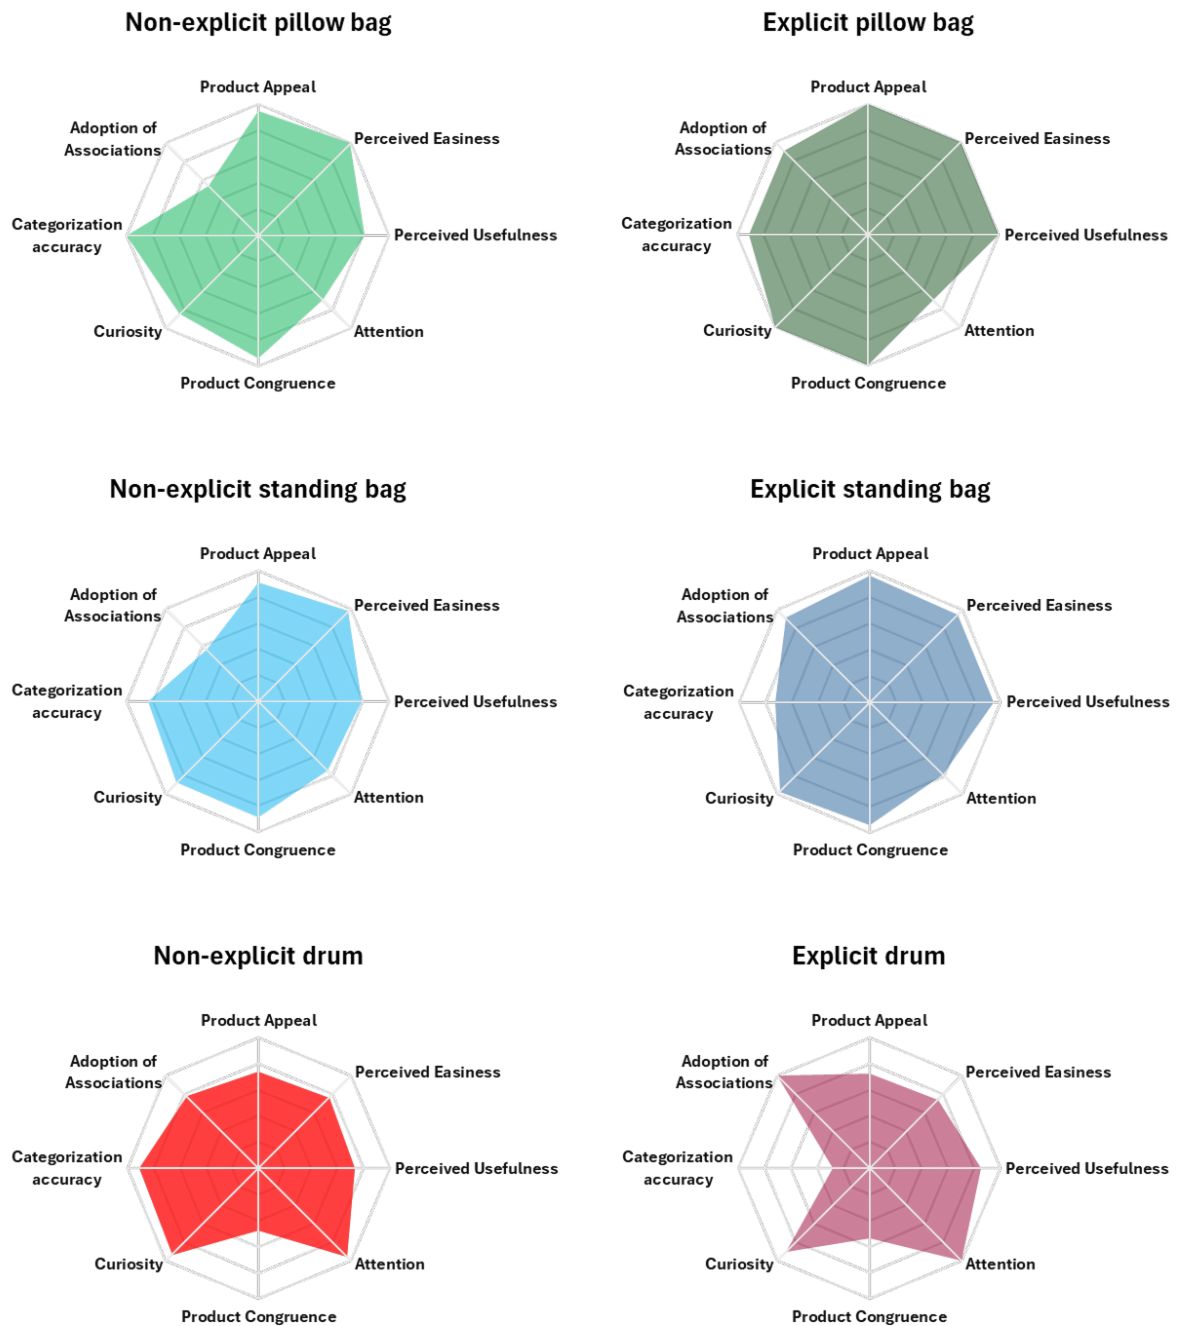 Non-explicit pillow bag
Product Appeal
Adoption of
Associations
Perceived Easiness
Categorization
accuracy
Perceived Usefulness
Curiosity
Attention
Product Congruence
Explicit pillow bag
Product Appeal
Adoption of
Associations
Perceived Easiness
Categorization
accuracy
Perceived Usefulness
Curiosity
Attention
Product Congruence
Non-explicit standing bag
Product Appeal
Adoption of
Associations
Perceived Easiness
Categorization
accuracy
Perceived Usefulness
Curiosity
Attention
Product Congruence
Explicit standing bag
Product Appeal
Adoption of
Associations
Perceived Easiness
Categorization
accuracy
Perceived Usefulness
Curiosity
Attention
Product Congruence
Non-explicit drum
Product Appeal
Adoption of
Associations
Perceived Easiness
Categorization
accuracy
Perceived Usefulness
Curiosity
Attention
Product Congruence
Explicit drum
Product Appeal
Adoption of
Associations
Perceived Easiness
Categorization
accuracy
Perceived Usefulness
Curiosity
Attention
Product Congruence